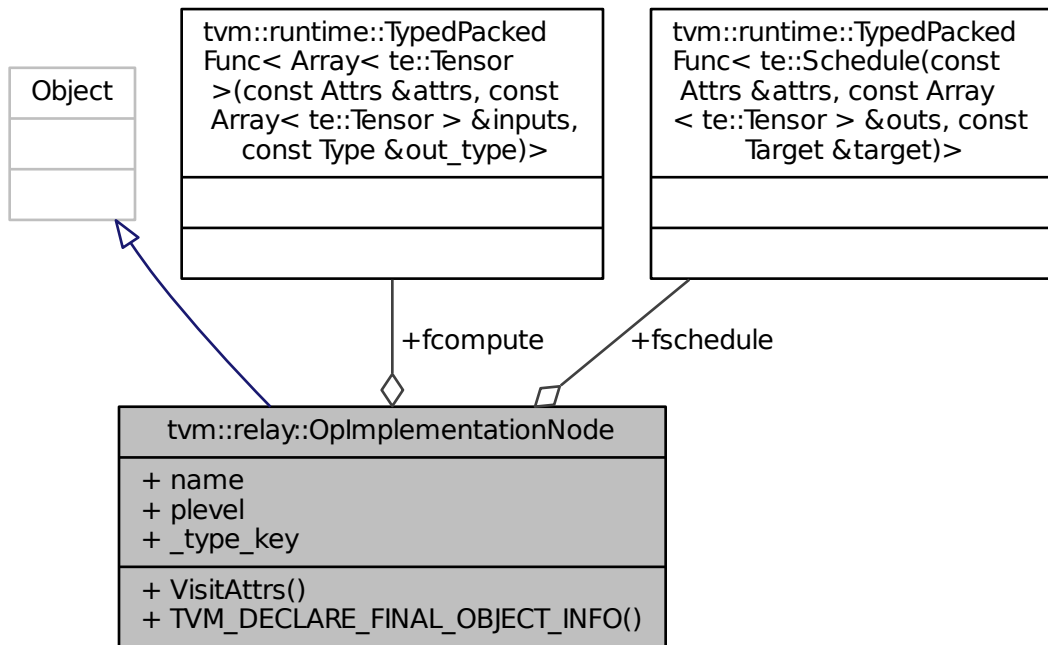 Object
tvm::runtime::TypedPacked
Func< Array< te::Tensor
>(const Attrs &attrs, const
Array< te::Tensor > &inputs,
const Type &out_type)>
tvm::runtime::TypedPacked
Func< te::Schedule(const
Attrs &attrs, const Array
< te::Tensor > &outs, const
Target &target)>
+fcompute
+fschedule
tvm::relay::OpImplementationNode
+ name
+ plevel
+ _type_key
+ VisitAttrs()
+ TVM_DECLARE_FINAL_OBJECT_INFO()